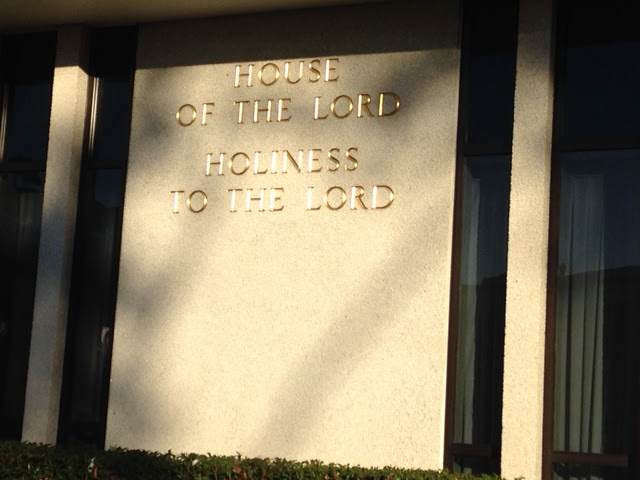 HOUSE
OF THE LORD
HOLINESS
TO THE LORD